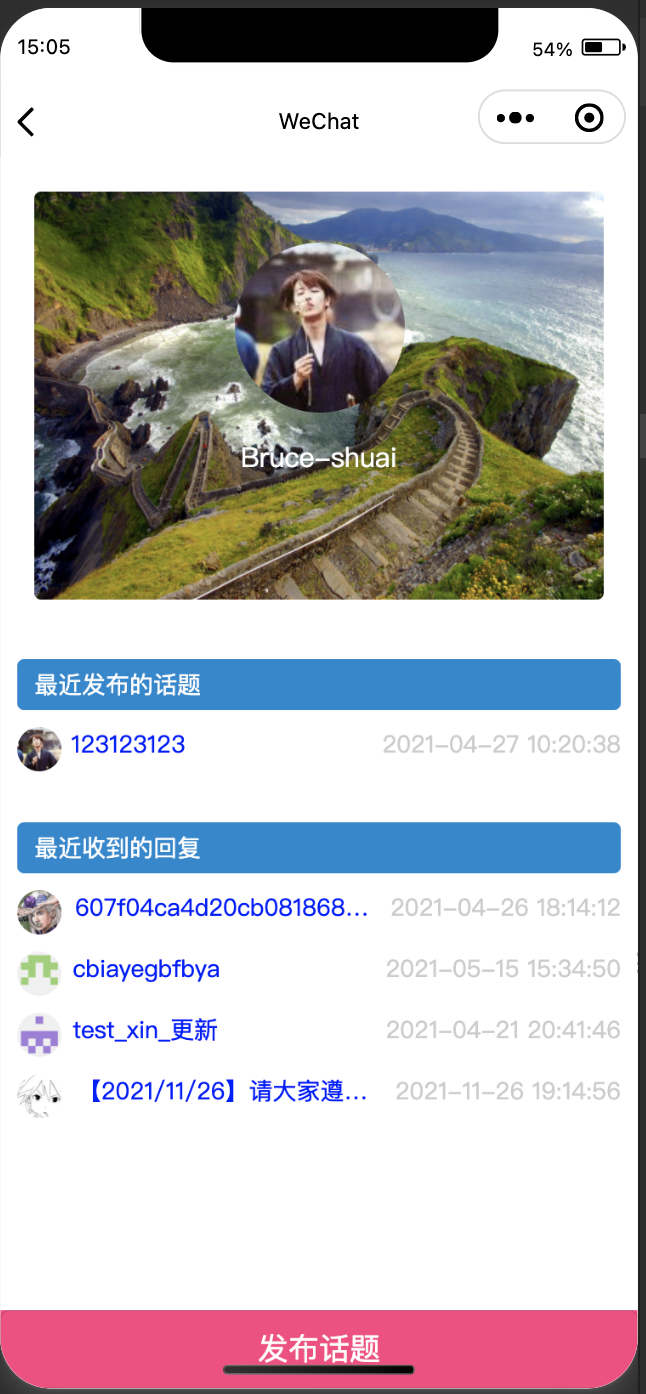 15:05
54%
WeChat
Bruce-shuai
最近发布的话题
123123123
2021-04-27 10:20:38
最近收到的回复
607f04ca4d20cb081868...
2021-04-26 18:14:12
cbiayegbfbya
2021-05-15 15:34:50
test_xin_更新
2021-04-21 20:41:46
【2021/11/26】请大家遵...
2021-11-26 19:14:56
发布话题